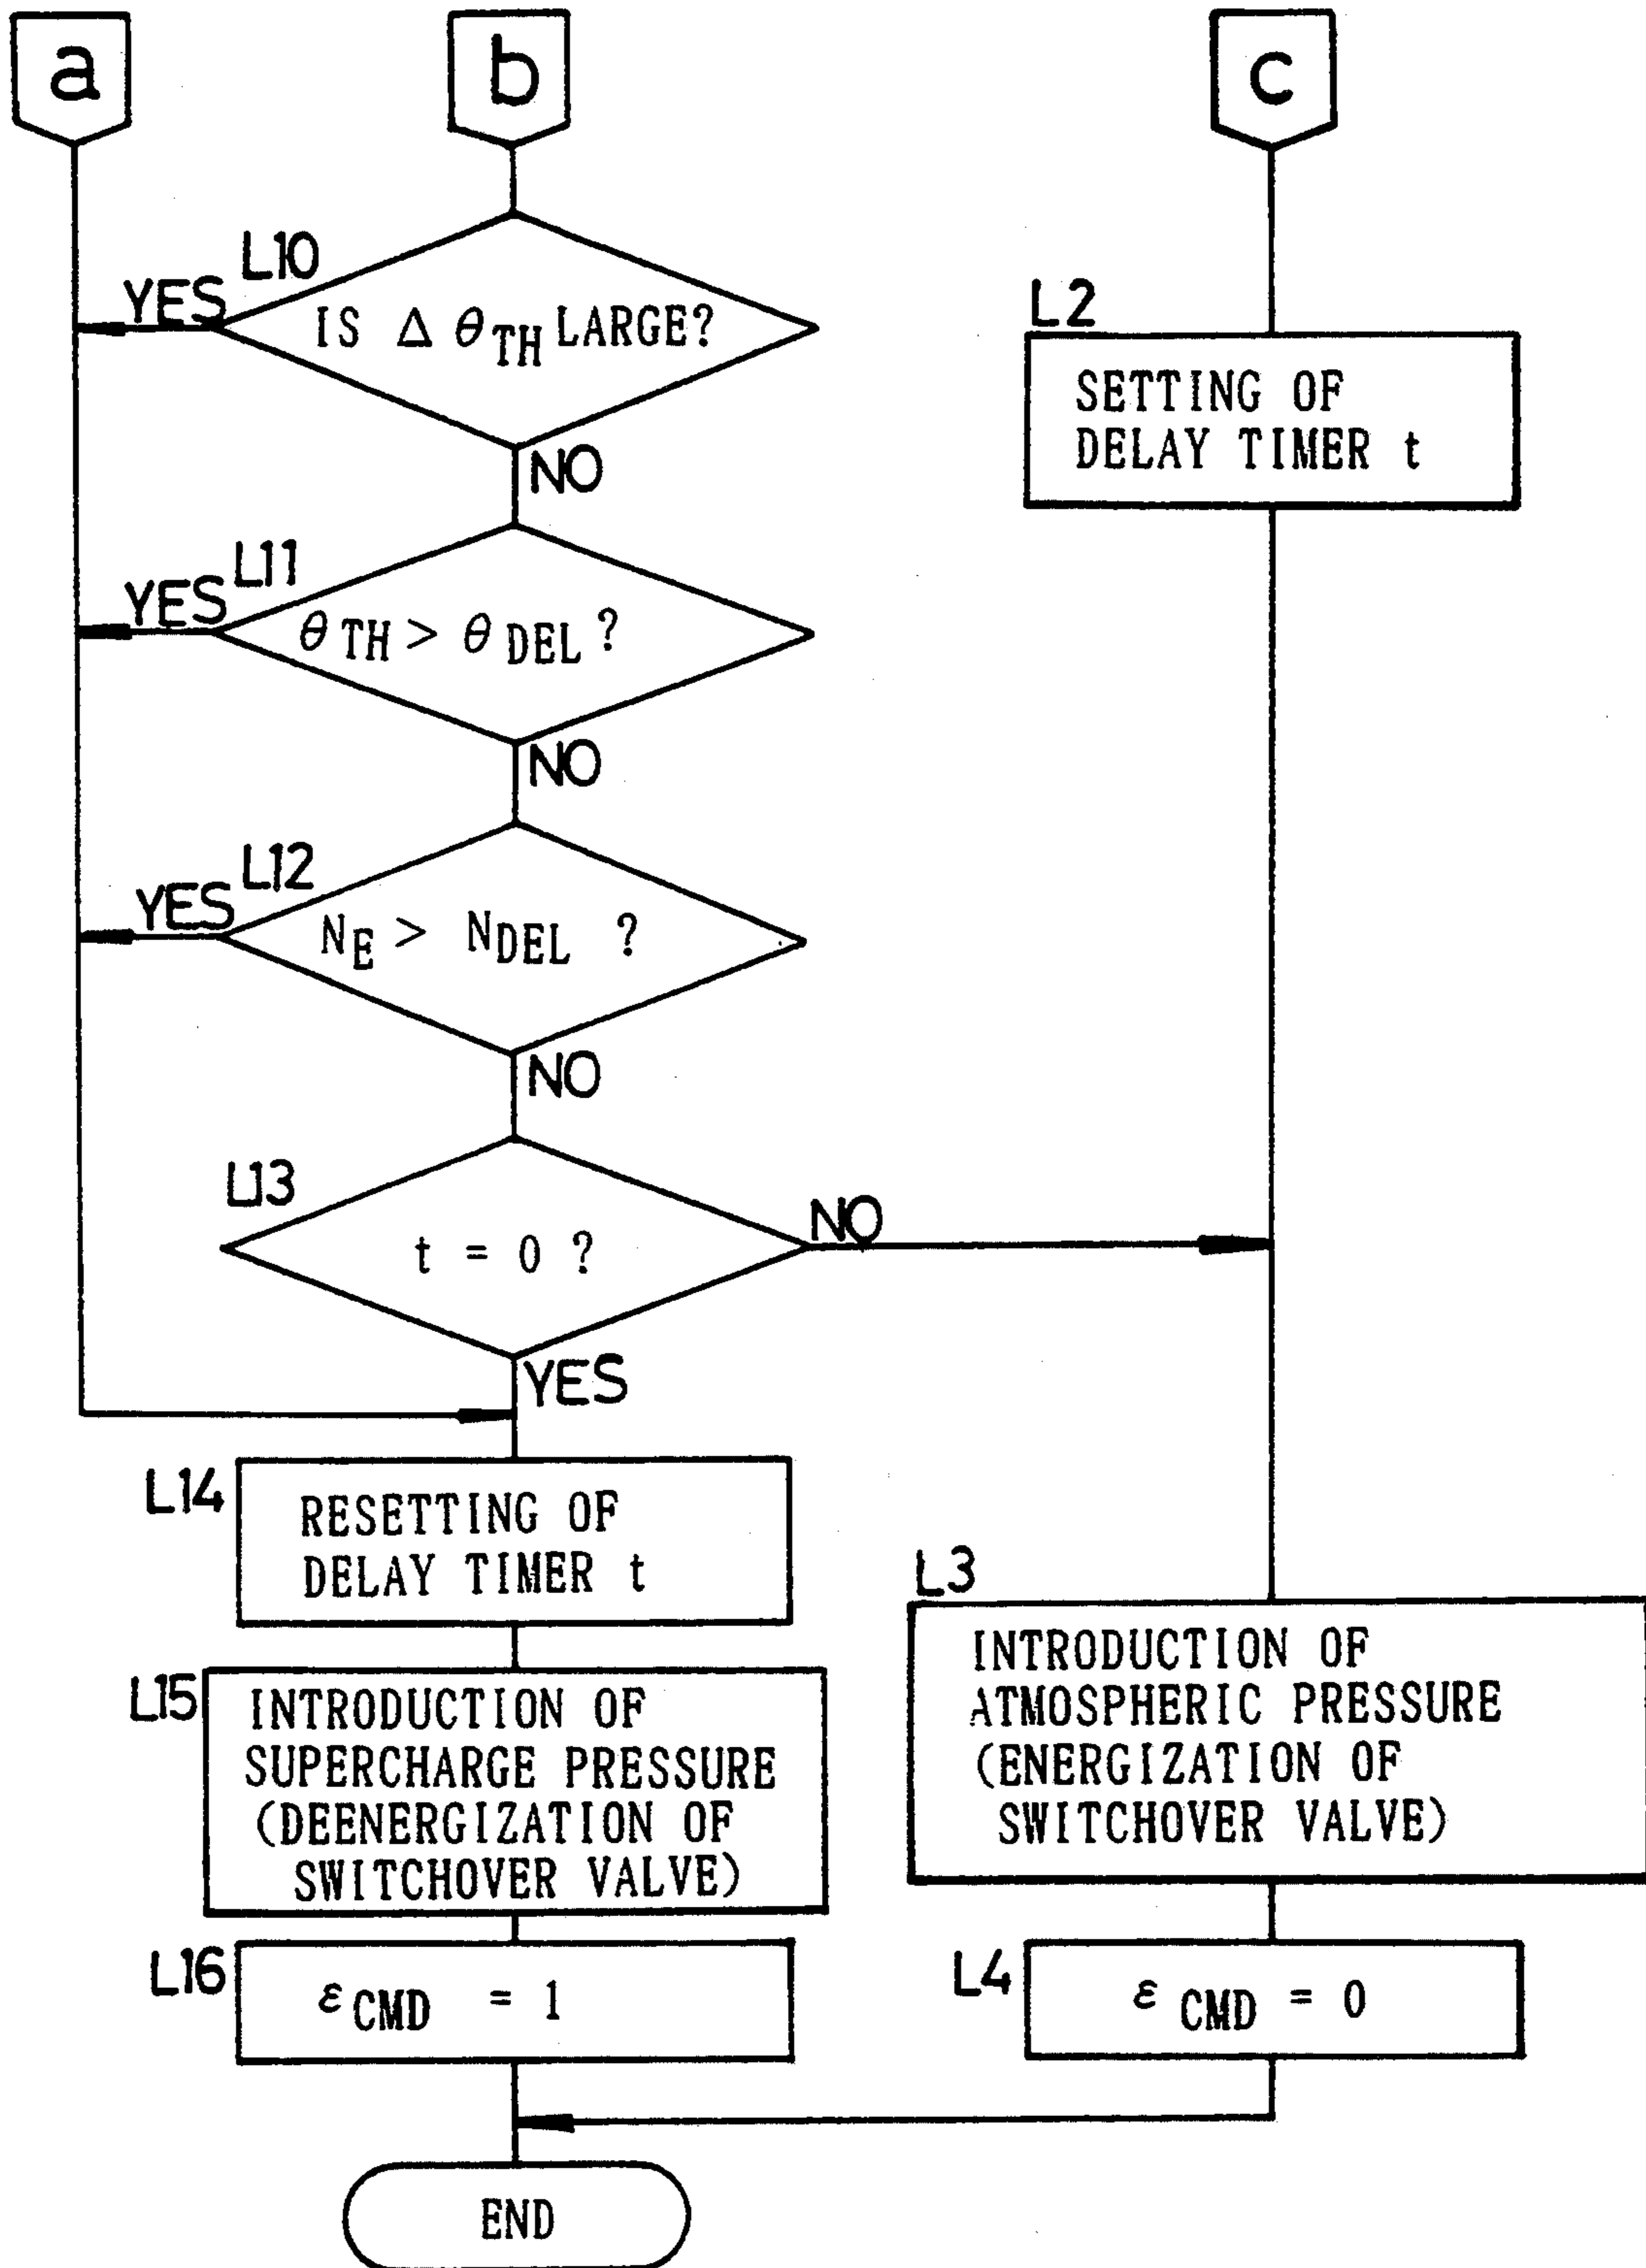 a
b
c
L10
YES
IS Δ θTH LARGE?
NO
L2
SETTING OF
DELAY TIMER t
L11
YES
θTH > θDEL ?
NO
L12
YES
NE > NDEL ?
NO
L13
t = 0 ?
NO
YES
L14
RESETTING OF
DELAY TIMER t
L15
INTRODUCTION OF
SUPERCHARGE PRESSURE
(DEENERGIZATION OF
SWITCHOVER VALVE)
L3
INTRODUCTION OF
ATMOSPHERIC PRESSURE
(ENERGIZATION OF
SWITCHOVER VALVE)
L16
εCMD = 1
L4
εCMD = 0
END